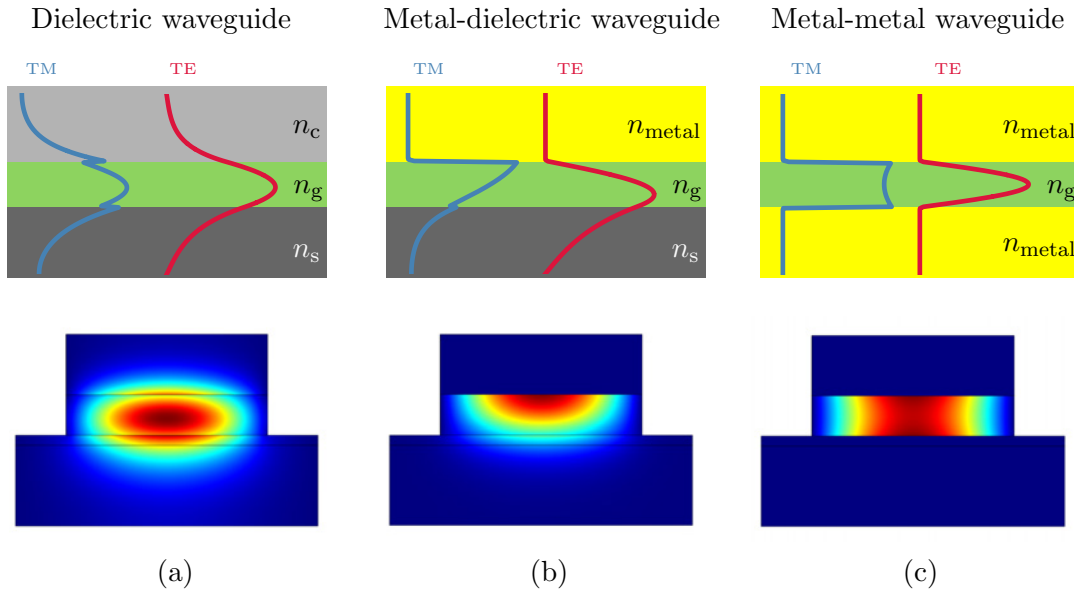 Dielectric waveguide
Metal-dielectric waveguide
Metal-metal waveguide
TM TE
TM TE
TM TE
n_c
n_g
n_s
n_metal
n_g
n_s
n_metal
n_g
n_metal
(a)
(b)
(c)